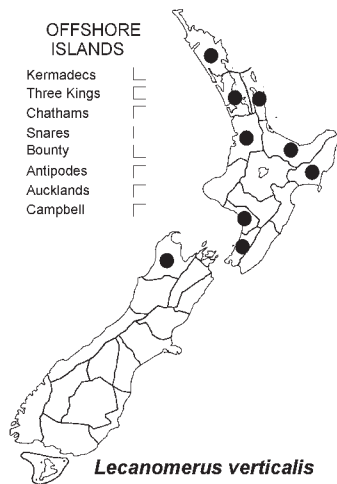 OFFSHORE
ISLANDS
Kermadecs
Three Kings
Chathams
Snares
Bounty
Antipodes
Aucklands
Campbell
Lecanomerus verticalis